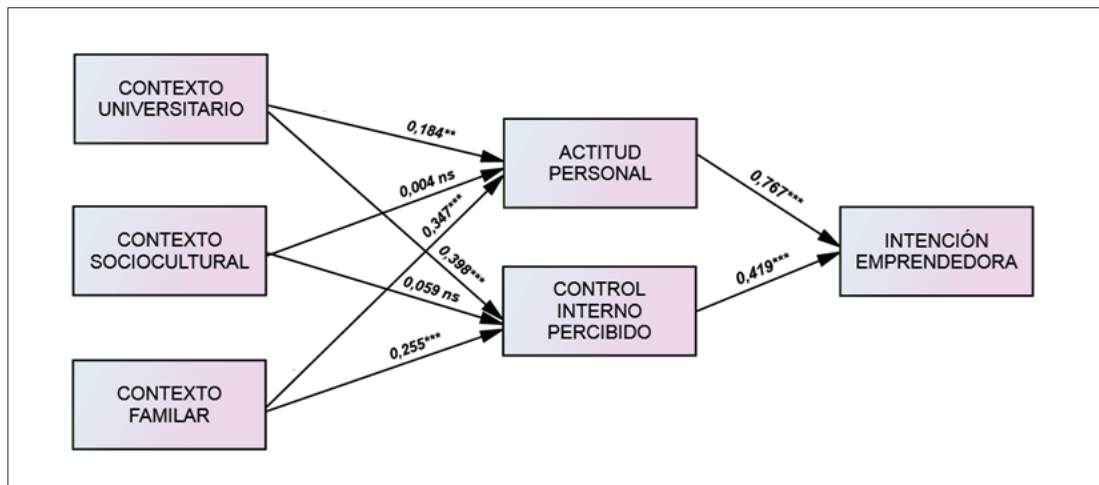 CONTEXTO
UNIVERSITARIO
0,184**
ACTITUD
PERSONAL
0,004 ns
0,767***
0,347***
CONTEXTO
SOCIOCULTURAL
INTENCIÓN
EMPRENDEDORA
0,398***
0,059 ns
CONTROL
INTERNO
PERCIBIDO
0,419***
0,255***
CONTEXTO
FAMILAR